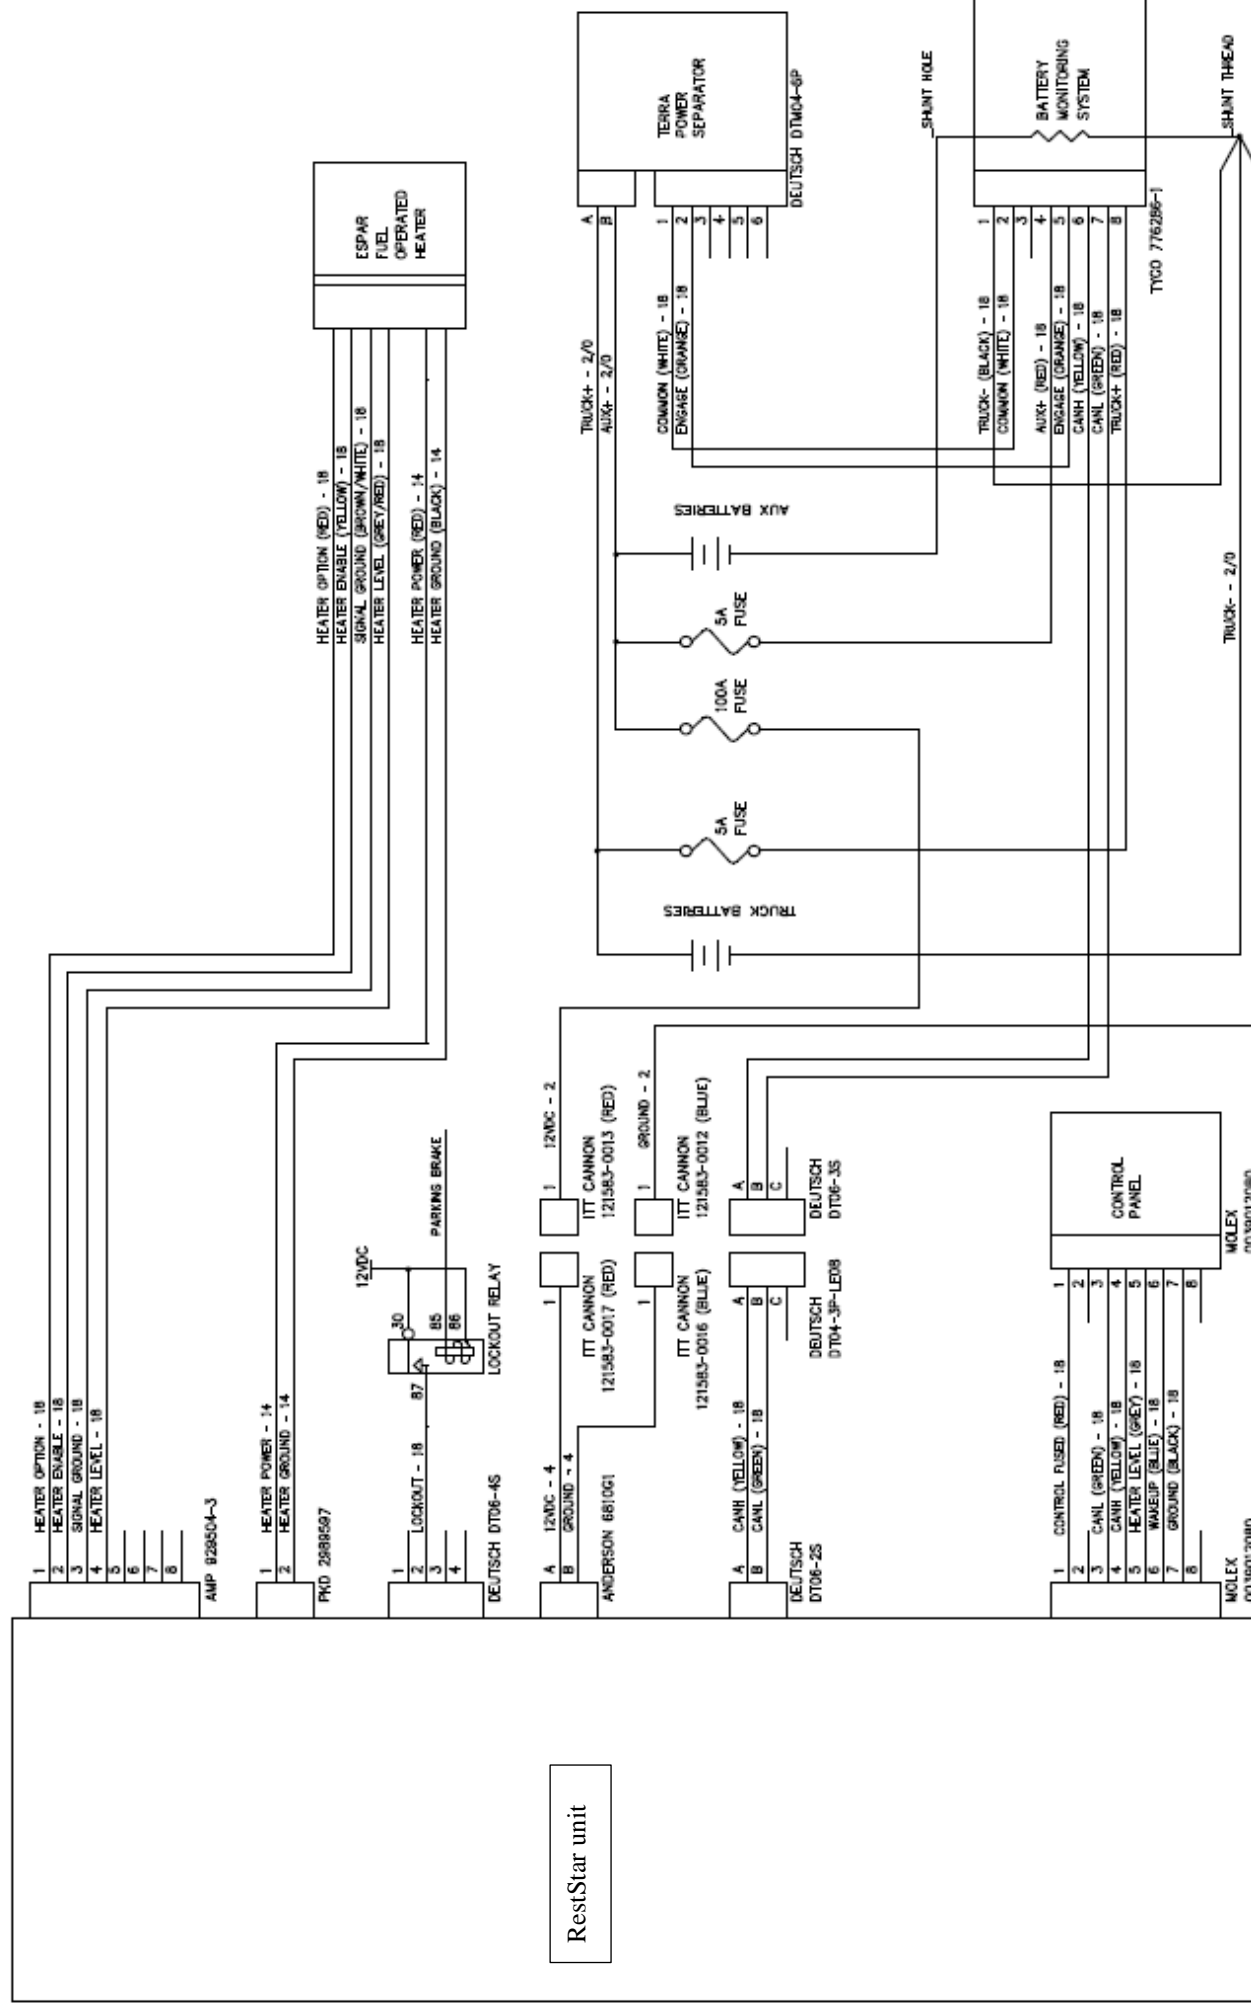 HEATER OPTION - 18
HEATER ENABLE - 18
SIGNAL GROUND - 18
HEATER LEVEL - 18
1
2
3
4
5
6
7
8
AMP 929504-3
HEATER POWER - 14
HEATER GROUND - 14
1
2
PKD 2989597
LOCKOUT - 18
1
2
3
4
DEUTSCH DT06-4S
12VDC
30
85
86
87
LOCKOUT RELAY
PARKING BRAKE
HEATER OPTION (RED) - 18
HEATER ENABLE (YELLOW) - 18
SIGNAL GROUND (BROWN/WHITE) - 18
HEATER LEVEL (GREY/RED) - 18
HEATER POWER (RED) - 14
HEATER GROUND (BLACK) - 14
ESPAR
FUEL
OPERATED
HEATER
12VDC - 4
GROUND - 4
A
B
ANDERSON 6810G1
1
ITT CANNON
121583-0017 (RED)
1
ITT CANNON
121583-0016 (BLUE)
1
12VDC - 2
ITT CANNON
121583-0013 (RED)
1
GROUND - 2
ITT CANNON
121583-0012 (BLUE)
CANH (YELLOW) - 18
CANL (GREEN) - 18
A
B
DEUTSCH
DT06-2S
A
B
C
DEUTSCH
DT04-3P-LE08
A
B
C
DEUTSCH
DT06-3S
TRUCK BATTERIES
5A
FUSE
100A
FUSE
5A
FUSE
AUX BATTERIES
TRUCK+ - 2/0
AUX+ - 2/0
A
B
COMMON (WHITE) - 18
ENGAGE (ORANGE) - 18
1
2
3
4
5
6
TERRA
POWER
SEPARATOR
DEUTSCH DTM04-6P
SHUNT HOLE
TRUCK- (BLACK) - 18
COMMON (WHITE) - 18
AUX+ (RED) - 18
ENGAGE (ORANGE) - 18
CANH (YELLOW) - 18
CANL (GREEN) - 18
TRUCK+ (RED) - 18
1
2
3
4
5
6
7
8
BATTERY
MONITORING
SYSTEM
TYCO 776286-1
SHUNT THREAD
TRUCK- - 2/0
CONTROL FUSED (RED) - 18
CANL (GREEN) - 18
CANH (YELLOW) - 18
HEATER LEVEL (GREY) - 18
WAKEUP (BLUE) - 18
GROUND (BLACK) - 18
1
2
3
4
5
6
7
8
MOLEX
1
2
3
4
5
6
7
8
CONTROL
PANEL
MOLEX
RestStar unit